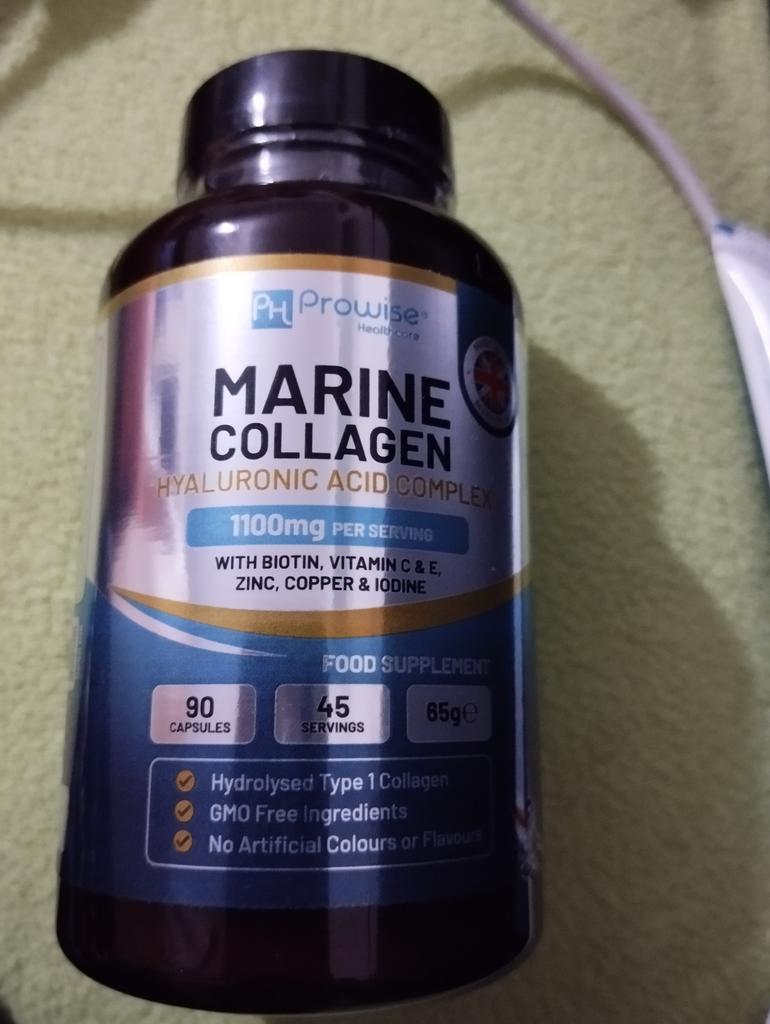 PH Prowise®
Healthcare
MARINE
COLLAGEN
HYALURONIC ACID COMPLEX
1100mg PER SERVING
WITH BIOTIN, VITAMIN C & E,
ZINC, COPPER & IODINE
FOOD SUPPLEMENT
90
CAPSULES
45
SERVINGS
65g℮
Hydrolysed Type 1 Collagen
GMO Free Ingredients
No Artificial Colours or Flavours